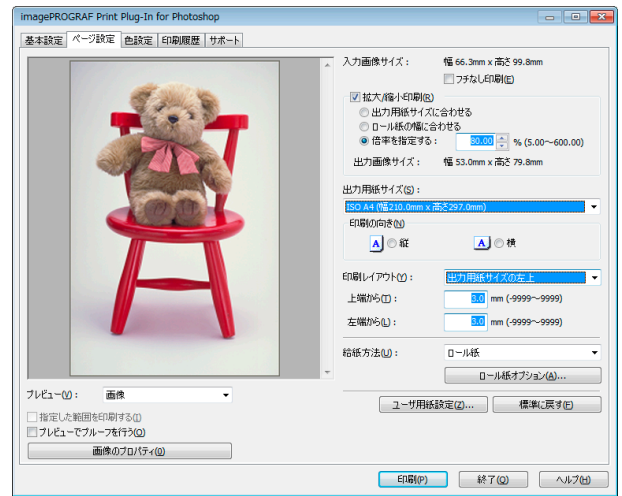 imagePROGRAF Print Plug-In for Photoshop
基本設定 ページ設定 色設定 印刷履歴 サポート
入力画像サイズ： 幅 66.3mm x 高さ 99.8mm
フチなし印刷(E)
拡大/縮小印刷(R)
出力用紙サイズに合わせる
ロール紙の幅に合わせる
倍率を指定する： 80.00 % (5.00～600.00)
出力画像サイズ： 幅 53.0mm x 高さ 79.8mm
出力用紙サイズ(S)：
ISO A4 (幅210.0mm x 高さ297.0mm)
印刷の向き(N)
A 縦 A 横
印刷レイアウト(Y)： 出力用紙サイズの左上
上端から(T)： 3.0 mm (-9999～9999)
左端から(L)： 3.0 mm (-9999～9999)
給紙方法(U)： ロール紙
ロール紙オプション(A)...
プレビュー(V)： 画像
ユーザ用紙設定(Z)... 標準に戻す(F)
指定した範囲を印刷する(I)
プレビューでプルーフを行う(O)
画像のプロパティ(0)
印刷(P) 終了(Q) ヘルプ(H)